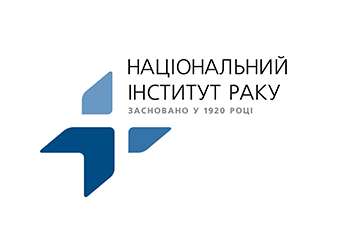 НАЦІОНАЛЬНИЙ
ІНСТИТУТ РАКУ
ЗАСНОВАНО У 1920 РОЦІ